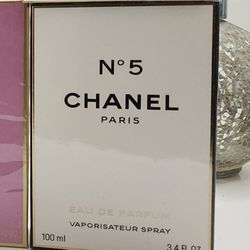 N°5
CHANEL
PARIS
EAU DE PARFUM
VAPORISATEUR SPRAY
100 ml
3.4 FL.OZ